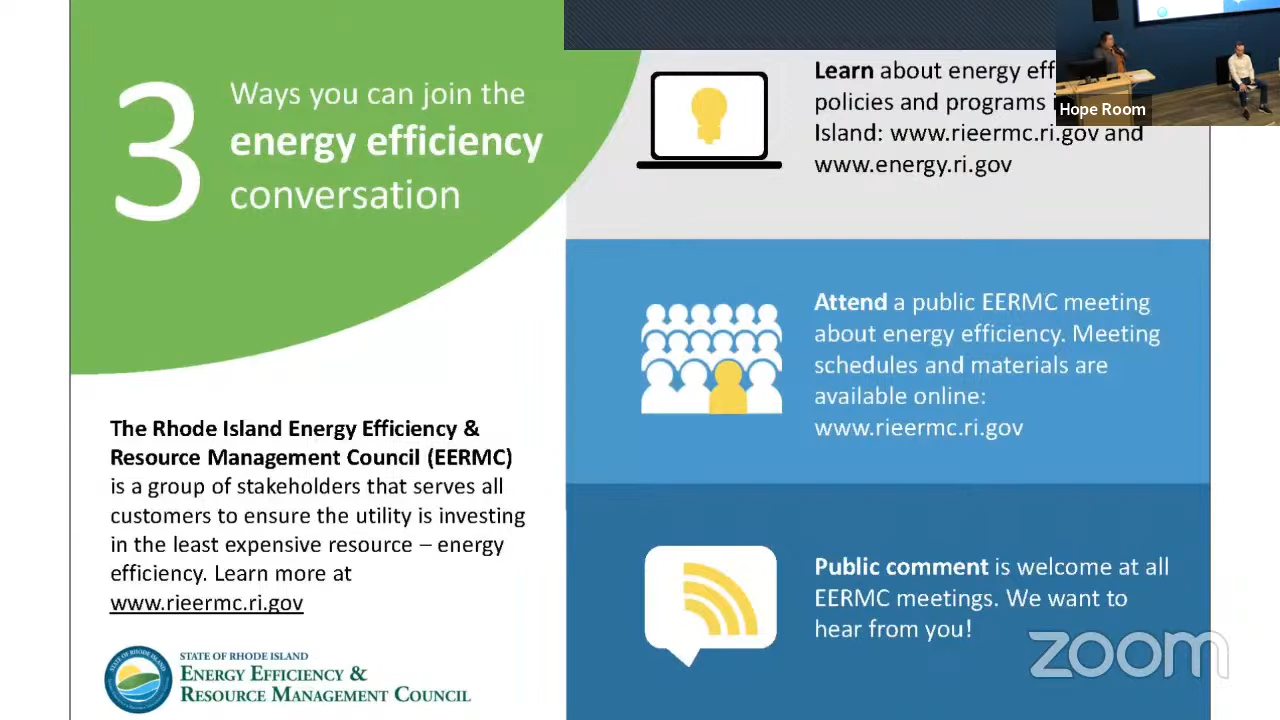 3
Ways you can join the
energy efficiency
conversation
The Rhode Island Energy Efficiency &
Resource Management Council (EERMC)
is a group of stakeholders that serves all
customers to ensure the utility is investing
in the least expensive resource – energy
efficiency. Learn more at
www.rieermc.ri.gov
STATE OF RHODE ISLAND
ENERGY EFFICIENCY &
RESOURCE MANAGEMENT COUNCIL
Learn about energy eff
policies and programs
Island: www.rieermc.ri.gov and
www.energy.ri.gov
Hope Room
Attend a public EERMC meeting
about energy efficiency. Meeting
schedules and materials are
available online:
www.rieermc.ri.gov
Public comment is welcome at all
EERMC meetings. We want to
hear from you!
zoom